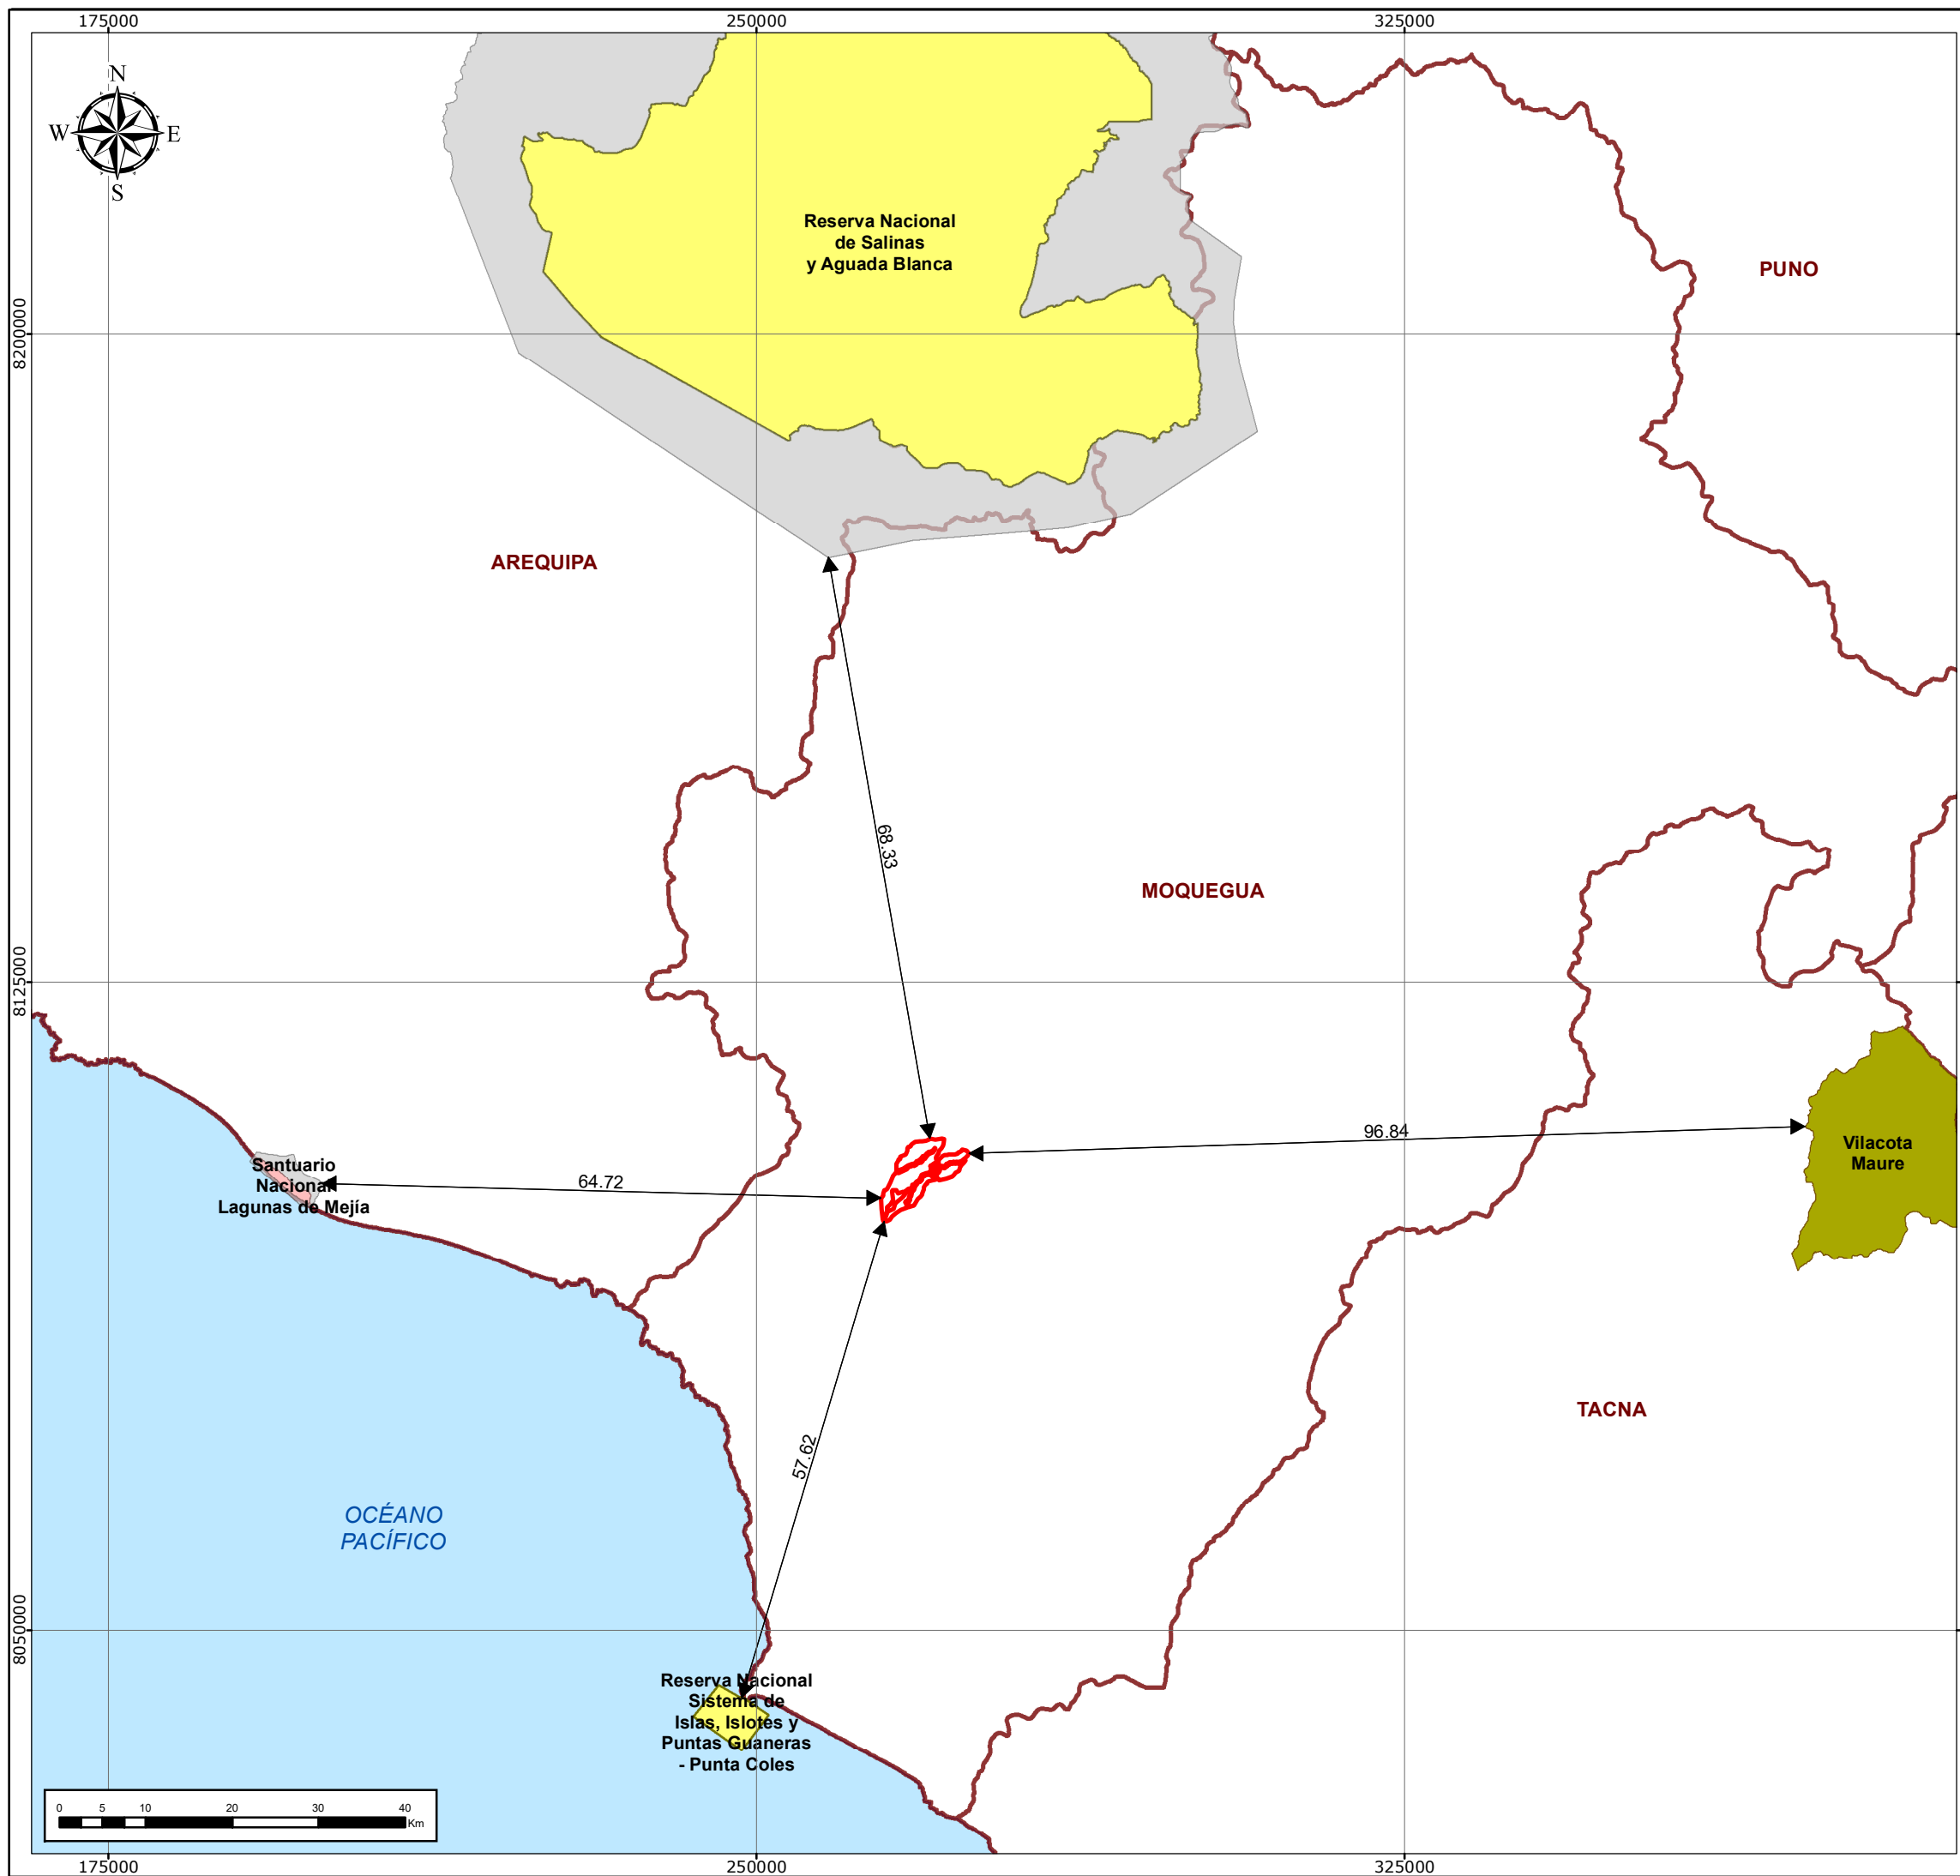 175000
250000
325000
N
W
E
S
Reserva Nacional
de Salinas
y Aguada Blanca
PUNO
8200000
AREQUIPA
68.33
MOQUEGUA
8125000
96.84
Vilacota
Maure
Santuario
Nacional
Lagunas de Mejía
64.72
57.62
TACNA
OCÉANO
PACÍFICO
8050000
Reserva Nacional
Sistema de
Islas, Islotes y
Puntas Guaneras
- Punta Coles
0 5 10 20 30 40
Km
175000
250000
325000